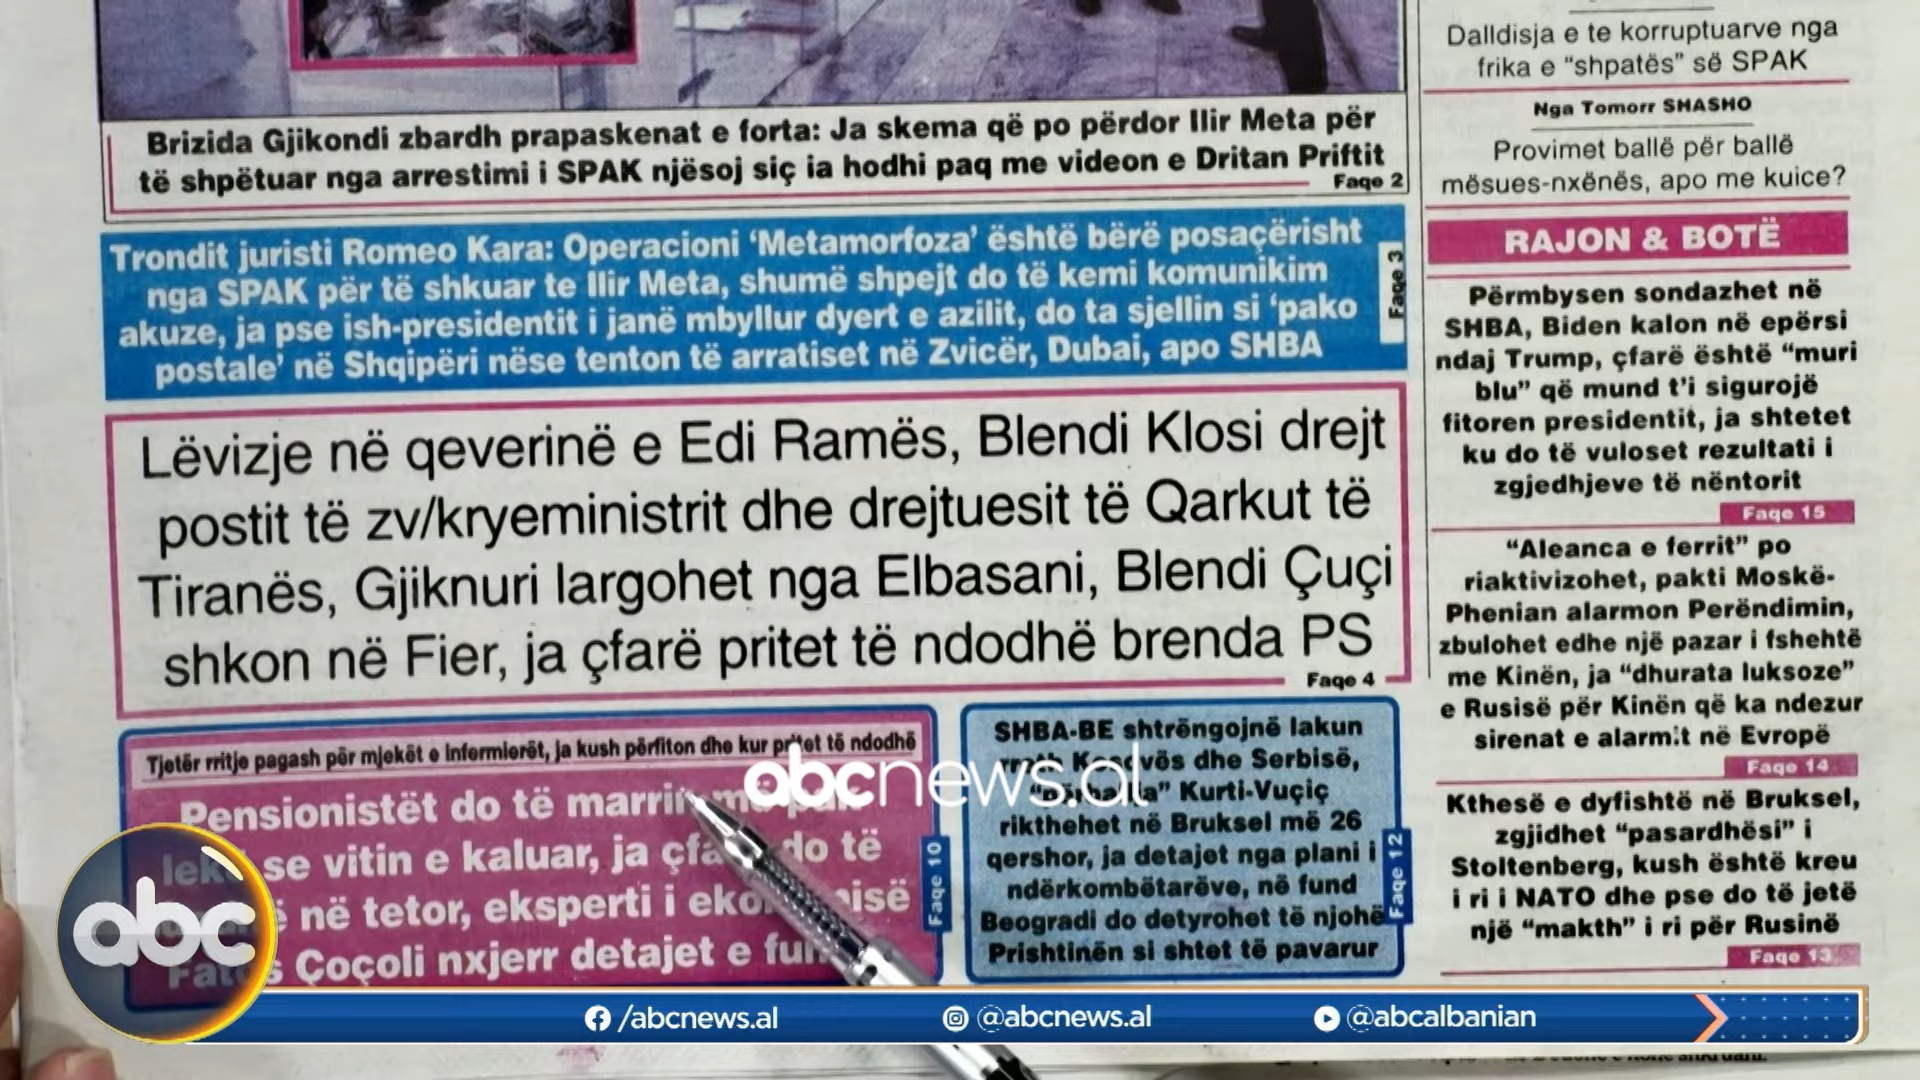 Brizida Gjikondi zbardh prapaskenat e forta: Ja skema që po përdor Ilir Meta për
të shpëtuar nga arrestimi i SPAK njësoj siç ia hodhi paq me videon e Dritan Priftit
Faqe 2
Trondit juristi Romeo Kara: Operacioni ‘Metamorfoza’ është bërë posaçërisht
nga SPAK për të shkuar te Ilir Meta, shumë shpejt do të kemi komunikim
akuze, ja pse ish-presidentit i janë mbyllur dyert e azilit, do ta sjellin si ‘pako
postale’ në Shqipëri nëse tenton të arratiset në Zvicër, Dubai, apo SHBA
Faqe 3
Lëvizje në qeverinë e Edi Ramës, Blendi Klosi drejt
postit të zv/kryeministrit dhe drejtuesit të Qarkut të
Tiranës, Gjiknuri largohet nga Elbasani, Blendi Çuçi
shkon në Fier, ja çfarë pritet të ndodhë brenda PS
Faqe 4
Tjetër rritje pagash për mjekët e infermierët, ja kush përfiton dhe kur pritet të ndodhë
Pensionistët do të marrin
se vitin e kaluar, ja do të
në tetor, eksperti i
Çoçoli nxjerr detajet e
Faqe 10
SHBA-BE shtrëngojnë lakun
dhe Serbisë,
Kurti-Vuçiç
rikthehet në Bruksel më 26
qershor, ja detajet nga plani i
ndërkombëtarëve, në fund
Beogradi do detyrohet të njohë
Prishtinën si shtet të pavarur
Faqe 12
Dalldisja e te korruptuarve nga
frika e “shpatës” së SPAK
Nga Tomorr SHASHO
Provimet ballë për ballë
mësues-nxënës, apo me kuice?
RAJON & BOTË
Përmbysen sondazhet në
SHBA, Biden kalon në epërsi
ndaj Trump, çfarë është “muri
blu” që mund t’i sigurojë
fitoren presidentit, ja shtetet
ku do të vuloset rezultati i
zgjedhjeve të nëntorit
Faqe 15
“Aleanca e ferrit” po
riaktivizohet, pakti Moskë-
Phenian alarmon Perëndimin,
zbulohet edhe një pazar i fshehtë
me Kinën, ja “dhurata luksoze”
e Rusisë për Kinën që ka ndezur
sirenat e alarmit në Evropë
Faqe 14
Kthesë e dyfishtë në Bruksel,
zgjidhet “pasardhësi” i
Stoltenberg, kush është kreu
i ri i NATO dhe pse do të jetë
një “makth” i ri për Rusinë
Faqe 13
abcnews.al
abc
/abcnews.al
@abcnews.al
@abcalbanian